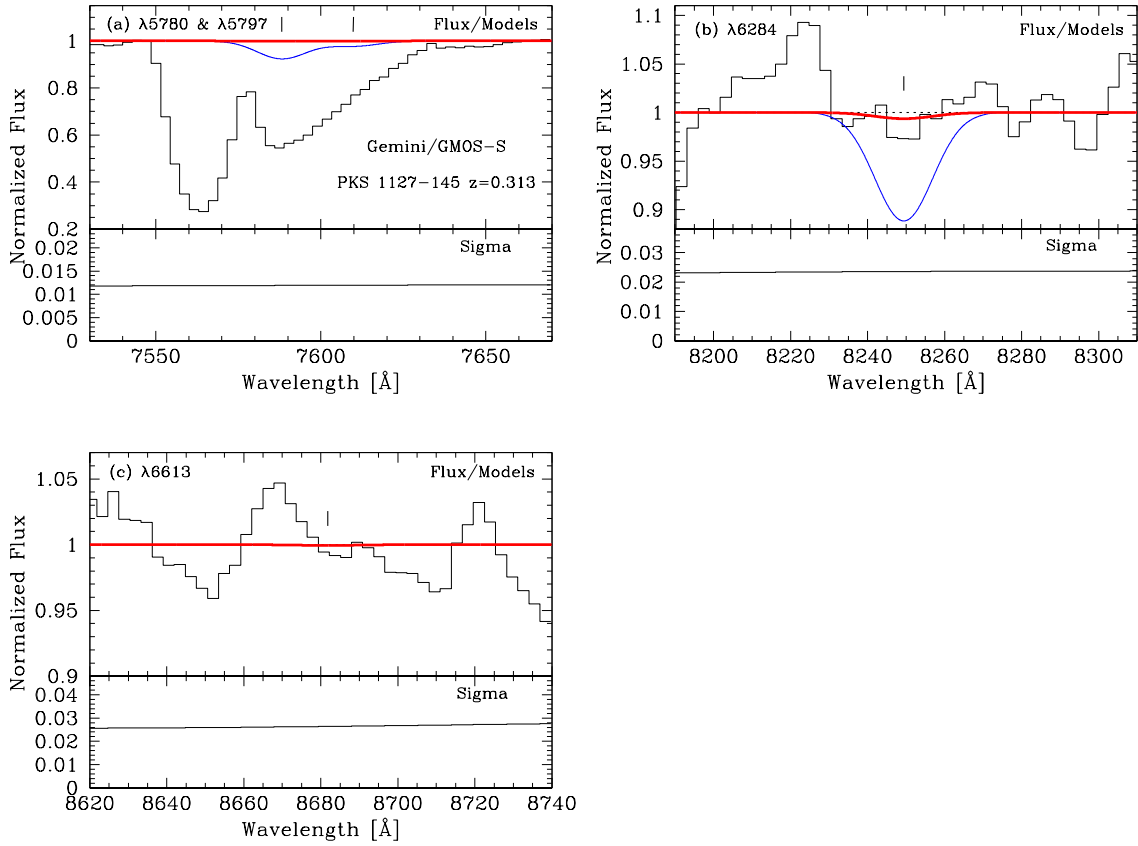 (a) λ5780 & λ5797 Flux/Models
1
0.8
0.6
0.4
0.2
Normalized Flux
Gemini/GMOS-S
PKS 1127-145 z=0.313
Sigma
0.02
0.015
0.01
0.005
0
7550 7600 7650
Wavelength [Å]
(b) λ6284 Flux/Models
1.1
1.05
1
0.95
0.9
Normalized Flux
Sigma
0.03
0.02
0.01
0
8200 8220 8240 8260 8280 8300
Wavelength [Å]
(c) λ6613 Flux/Models
1.05
1
0.95
0.9
Normalized Flux
Sigma
0.04
0.03
0.02
0.01
0
8620 8640 8660 8680 8700 8720 8740
Wavelength [Å]